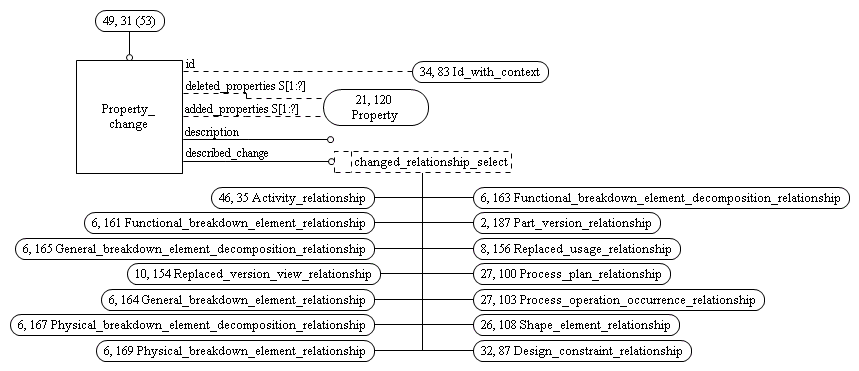 49, 31 (53)
id
34, 83 Id_with_context
deleted_properties S[1:?]
21, 120
Property
Property_
change
added_properties S[1:?]
description
described_change
changed_relationship_select
46, 35 Activity_relationship
6, 163 Functional_breakdown_element_decomposition_relationship
6, 161 Functional_breakdown_element_relationship
2, 187 Part_version_relationship
6, 165 General_breakdown_element_decomposition_relationship
8, 156 Replaced_usage_relationship
10, 154 Replaced_version_view_relationship
27, 100 Process_plan_relationship
6, 164 General_breakdown_element_relationship
27, 103 Process_operation_occurrence_relationship
6, 167 Physical_breakdown_element_decomposition_relationship
26, 108 Shape_element_relationship
6, 169 Physical_breakdown_element_relationship
32, 87 Design_constraint_relationship